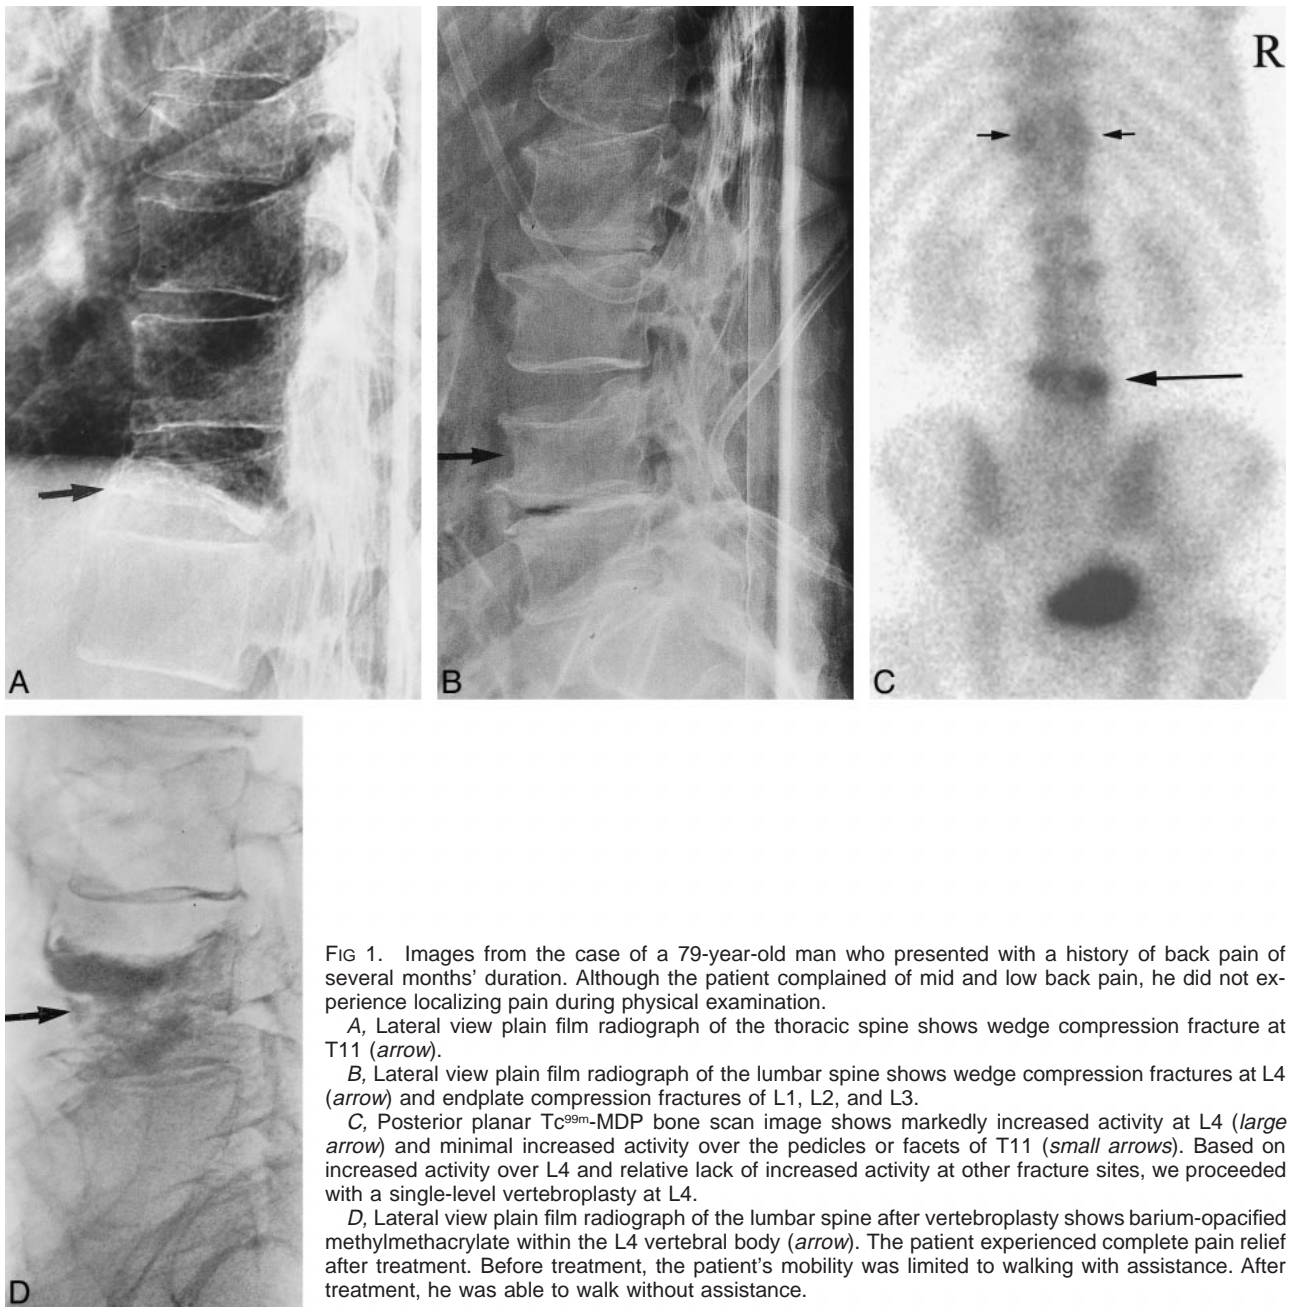 R
A
B
C
D
FIG 1. Images from the case of a 79-year-old man who presented with a history of back pain of
several months' duration. Although the patient complained of mid and low back pain, he did not ex-
perience localizing pain during physical examination.
A, Lateral view plain film radiograph of the thoracic spine shows wedge compression fracture at
T11 (arrow).
B, Lateral view plain film radiograph of the lumbar spine shows wedge compression fractures at L4
(arrow) and endplate compression fractures of L1, L2, and L3.
C, Posterior planar Tc⁹⁹ᵐ-MDP bone scan image shows markedly increased activity at L4 (large
arrow) and minimal increased activity over the pedicles or facets of T11 (small arrows). Based on
increased activity over L4 and relative lack of increased activity at other fracture sites, we proceeded
with a single-level vertebroplasty at L4.
D, Lateral view plain film radiograph of the lumbar spine after vertebroplasty shows barium-opacified
methylmethacrylate within the L4 vertebral body (arrow). The patient experienced complete pain relief
after treatment. Before treatment, the patient's mobility was limited to walking with assistance. After
treatment, he was able to walk without assistance.